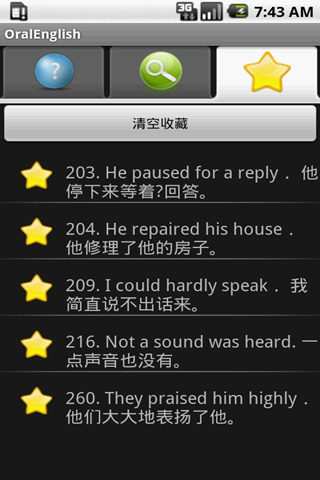 3G
7:43 AM
OralEnglish
?
清空收藏
203. He paused for a reply . 他
停下来等着?回答。
204. He repaired his house .
他修理了他的房子。
209. I could hardly speak . 我
简直说不出话来。
216. Not a sound was heard. 一
点声音也没有。
260. They praised him highly .
他们大大地表扬了他。